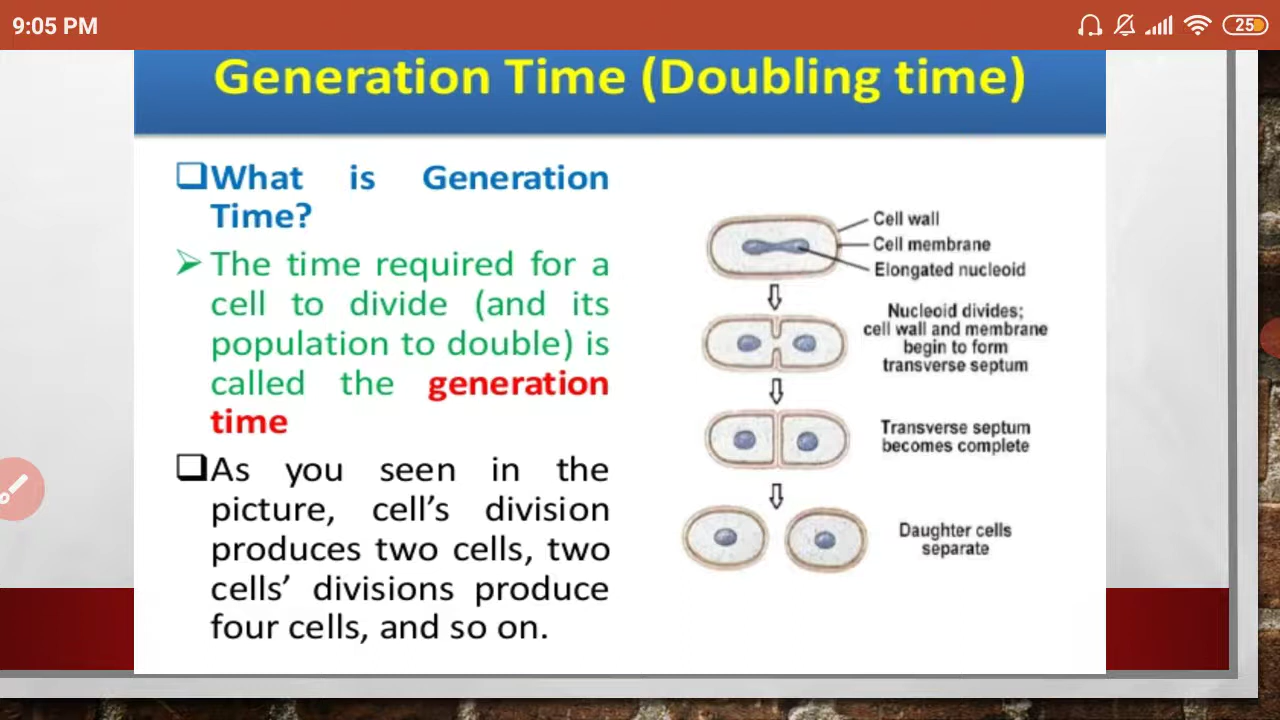 9:05 PM
25
Generation Time (Doubling time)
What is Generation
Time?
The time required for a
cell to divide (and its
population to double) is
called the generation
time
As you seen in the
picture, cell's division
produces two cells, two
cells' divisions produce
four cells, and so on.
Cell wall
Cell membrane
Elongated nucleoid
Nucleoid divides;
cell wall and membrane
begin to form
transverse septum
Transverse septum
becomes complete
Daughter cells
separate